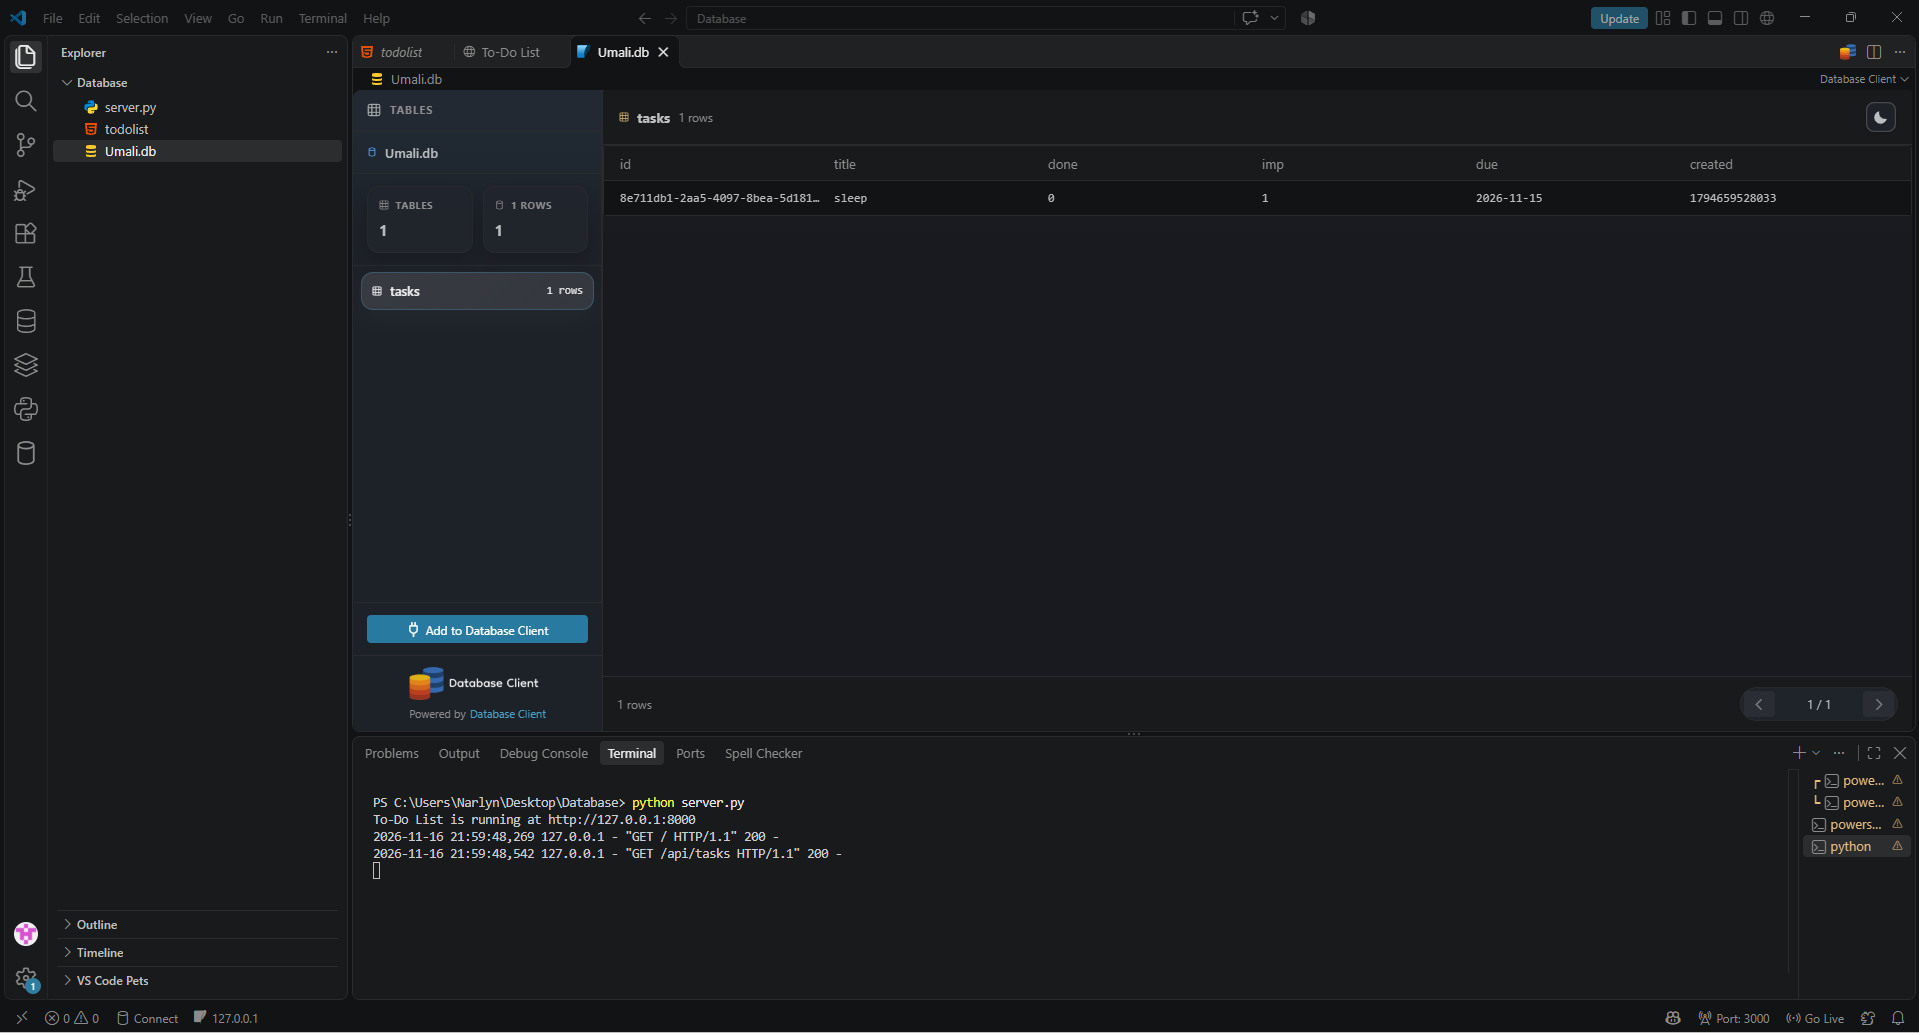 File Edit Selection View Go Run Terminal Help
Database
Update
Explorer
Database
server.py
todolist
Umali.db
Outline
Timeline
VS Code Pets
todolist
To-Do List
Umali.db
Umali.db
Database Client
TABLES
Umali.db
TABLES
1
1 ROWS
1
tasks 1 rows
Add to Database Client
Database Client
Powered by Database Client
tasks 1 rows
id title done imp due created
8e711db1-2aa5-4097-8bea-5d181… sleep 0 1 2026-11-15 1794659528033
1 rows
1 / 1
Problems Output Debug Console Terminal Ports Spell Checker
PS C:\Users\Narlyn\Desktop\Database> python server.py
To-Do List is running at http://127.0.0.1:8000
2026-11-16 21:59:48,269 127.0.0.1 - "GET / HTTP/1.1" 200 -
2026-11-16 21:59:48,542 127.0.0.1 - "GET /api/tasks HTTP/1.1" 200 -
powe...
powe...
powers...
python
1
0 0 Connect 127.0.0.1
Port: 3000 Go Live